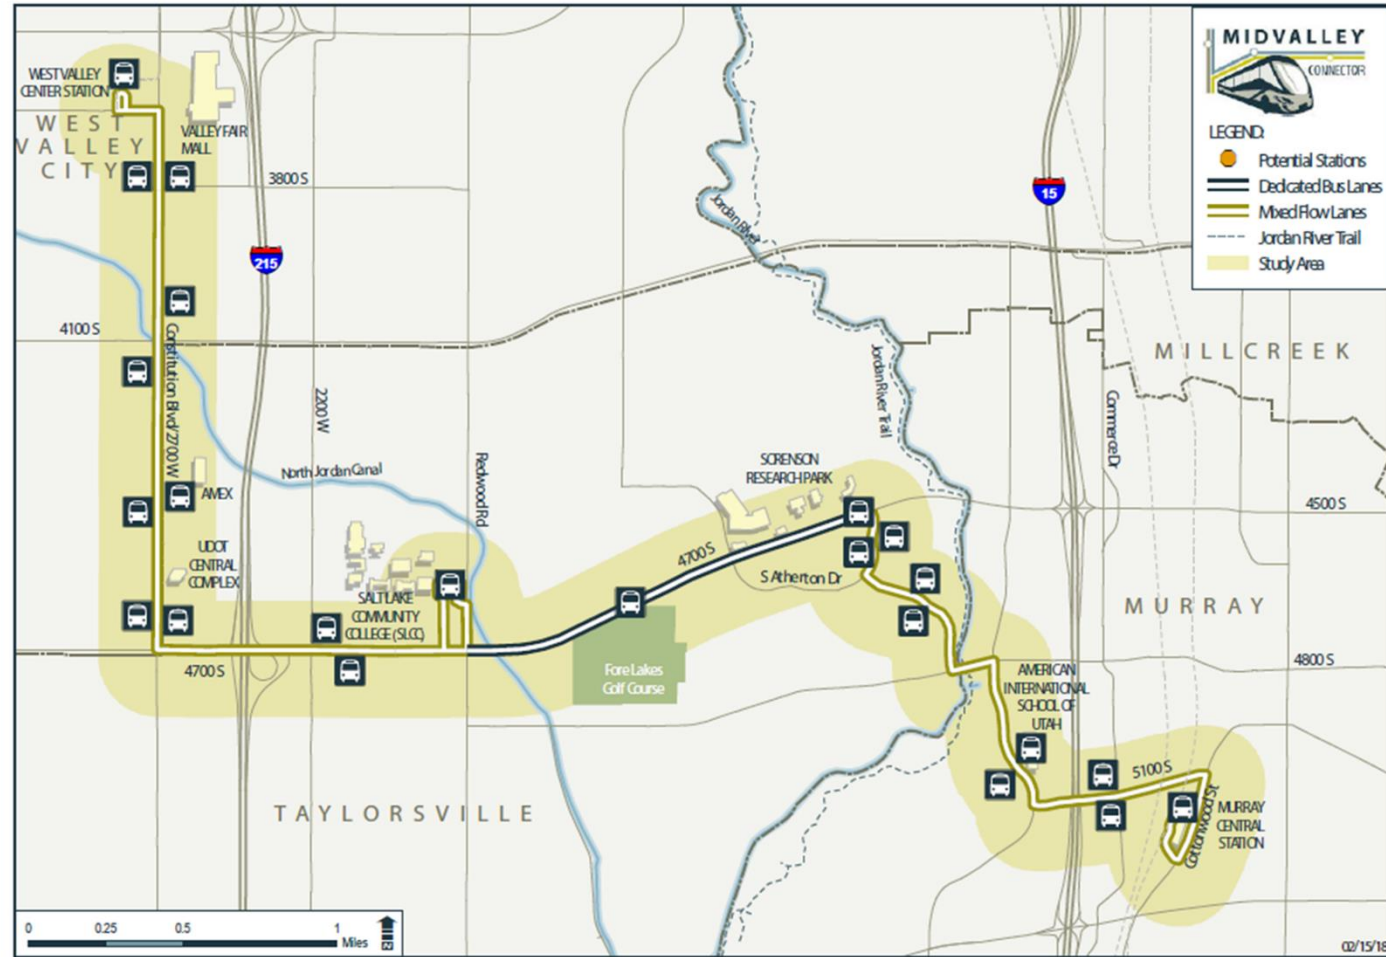 MIDVALLEY
CONNECTOR
LEGEND:
Potential Stations
Dedicated Bus Lanes
Mixed Flow Lanes
Jordan River Trail
Study Area
WEST VALLEY
CENTER STATION
WEST
VALLEY
CITY
VALLEY FAIR
MALL
3800 S
215
15
Jordan River
4100 S
Constitution Blvd/2700 W
2200 W
North Jordan Canal
Redwood Rd
Jordan River Trail
Commerce Dr
MILLCREEK
AMEX
UDOT
CENTRAL
COMPLEX
SALT LAKE
COMMUNITY
COLLEGE (SLCC)
SORENSON
RESEARCH PARK
4500 S
4700 S
S Atherton Dr
MURRAY
4700 S
Fore Lakes
Golf Course
4800 S
AMERICAN
INTERNATIONAL
SCHOOL OF
UTAH
5100 S
Cottonwood St
MURRAY
CENTRAL
STATION
TAYLORSVILLE
0 0.25 0.5 1
Miles
N
02/15/18